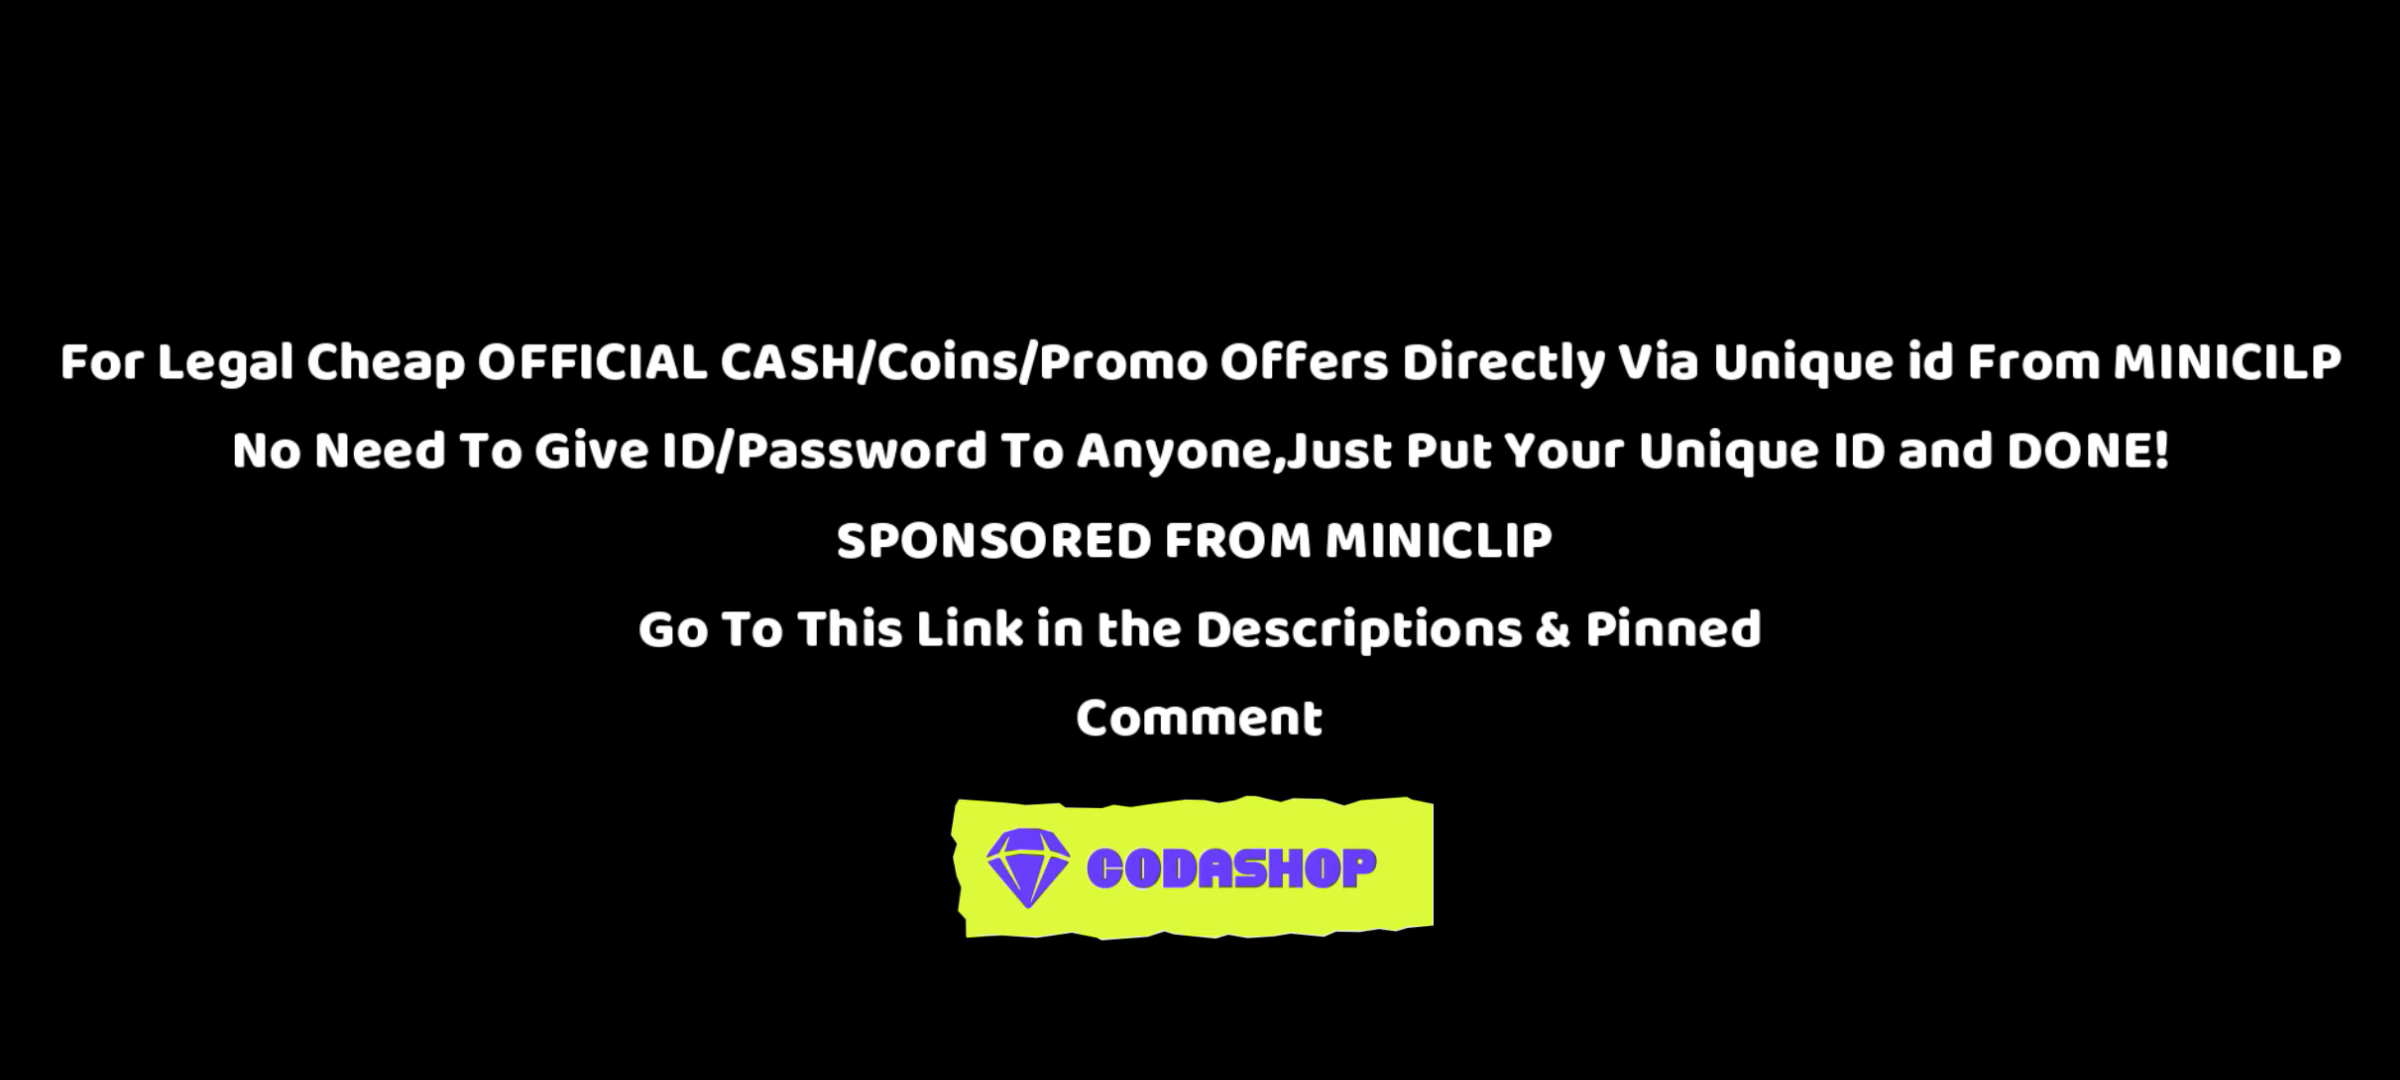 For Legal Cheap OFFICIAL CASH/Coins/Promo Offers Directly Via Unique id From MINICILP
No Need To Give ID/Password To Anyone,Just Put Your Unique ID and DONE!
SPONSORED FROM MINICLIP
Go To This Link in the Descriptions & Pinned
Comment
CODASHOP